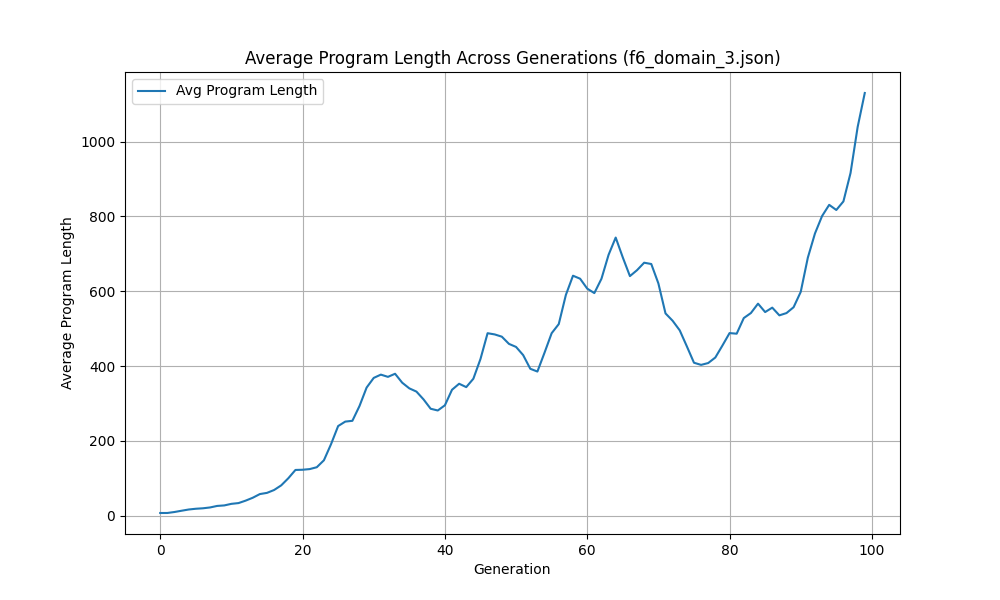 Average Program Length Across Generations (f6_domain_3.json)
Avg Program Length
Average Program Length
1000
800
600
400
200
0
0 20 40 60 80 100
Generation